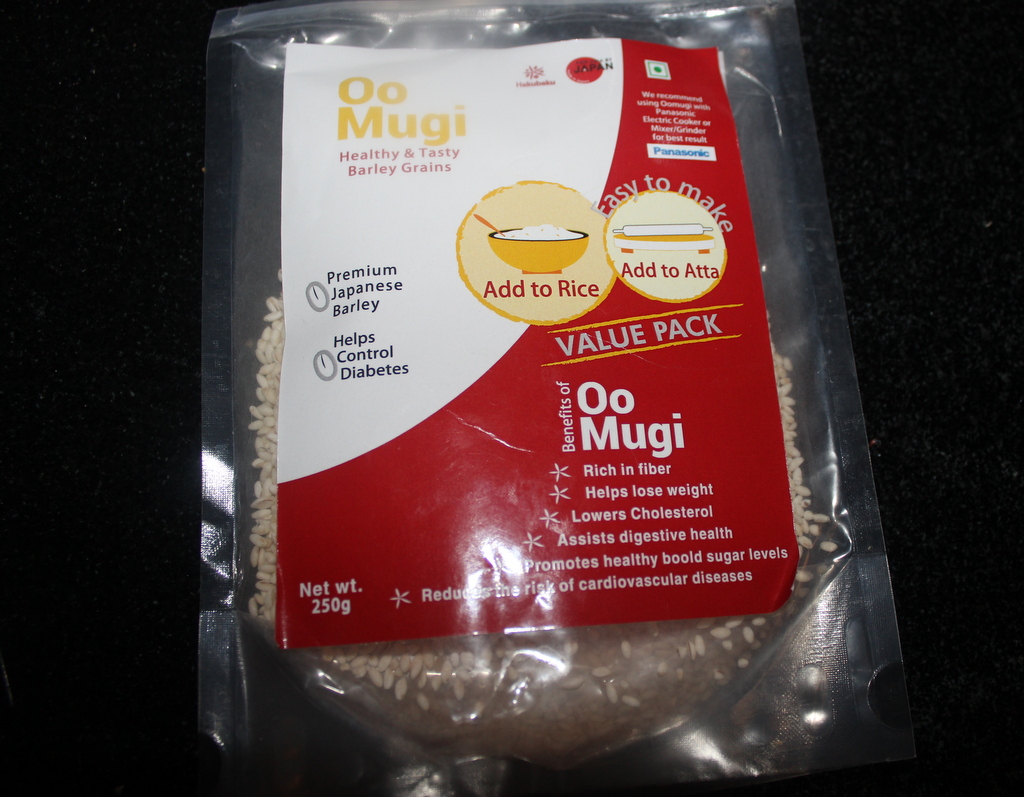 Oo
Mugi
Healthy & Tasty
Barley Grains
Hakubaku
JAPAN
We recommend
using Oomugi with
Panasonic
Electric Cooker or
Mixer/Grinder
for best result
Panasonic
Easy to make
Add to Rice
Add to Atta
Premium
Japanese
Barley
Helps
Control
Diabetes
VALUE PACK
Benefits of
Oo
Mugi
Rich in fiber
Helps lose weight
Lowers Cholesterol
Assists digestive health
Promotes healthy boold sugar levels
Reduces the risk of cardiovascular diseases
Net wt.
250g